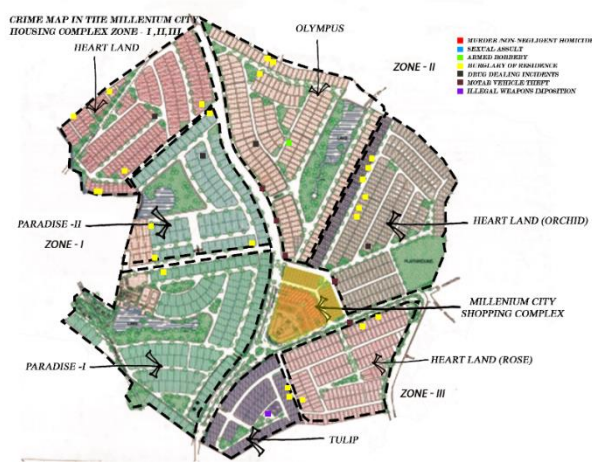 CRIME MAP IN THE MILLENIUM CITY
HOUSING COMPLEX ZONE - I ,II,III
HEART LAND
OLYMPUS
ZONE - II
MURDER /NON-NEGLIGENT HOMICIDE
SEXUAL ASSULT
ARMED ROBBERY
BURGLARY OF RESIDENCE
DRUG DEALING INCIDENTS
MOTAR VEHICLE THEFT
ILLEGAL WEAPONS IMPOSITION
PARADISE -II
ZONE - I
HEART LAND (ORCHID)
PLAYGROUND
MILLENIUM CITY
SHOPPING COMPLEX
HEART LAND (ROSE)
PARADISE -I
ZONE - III
TULIP